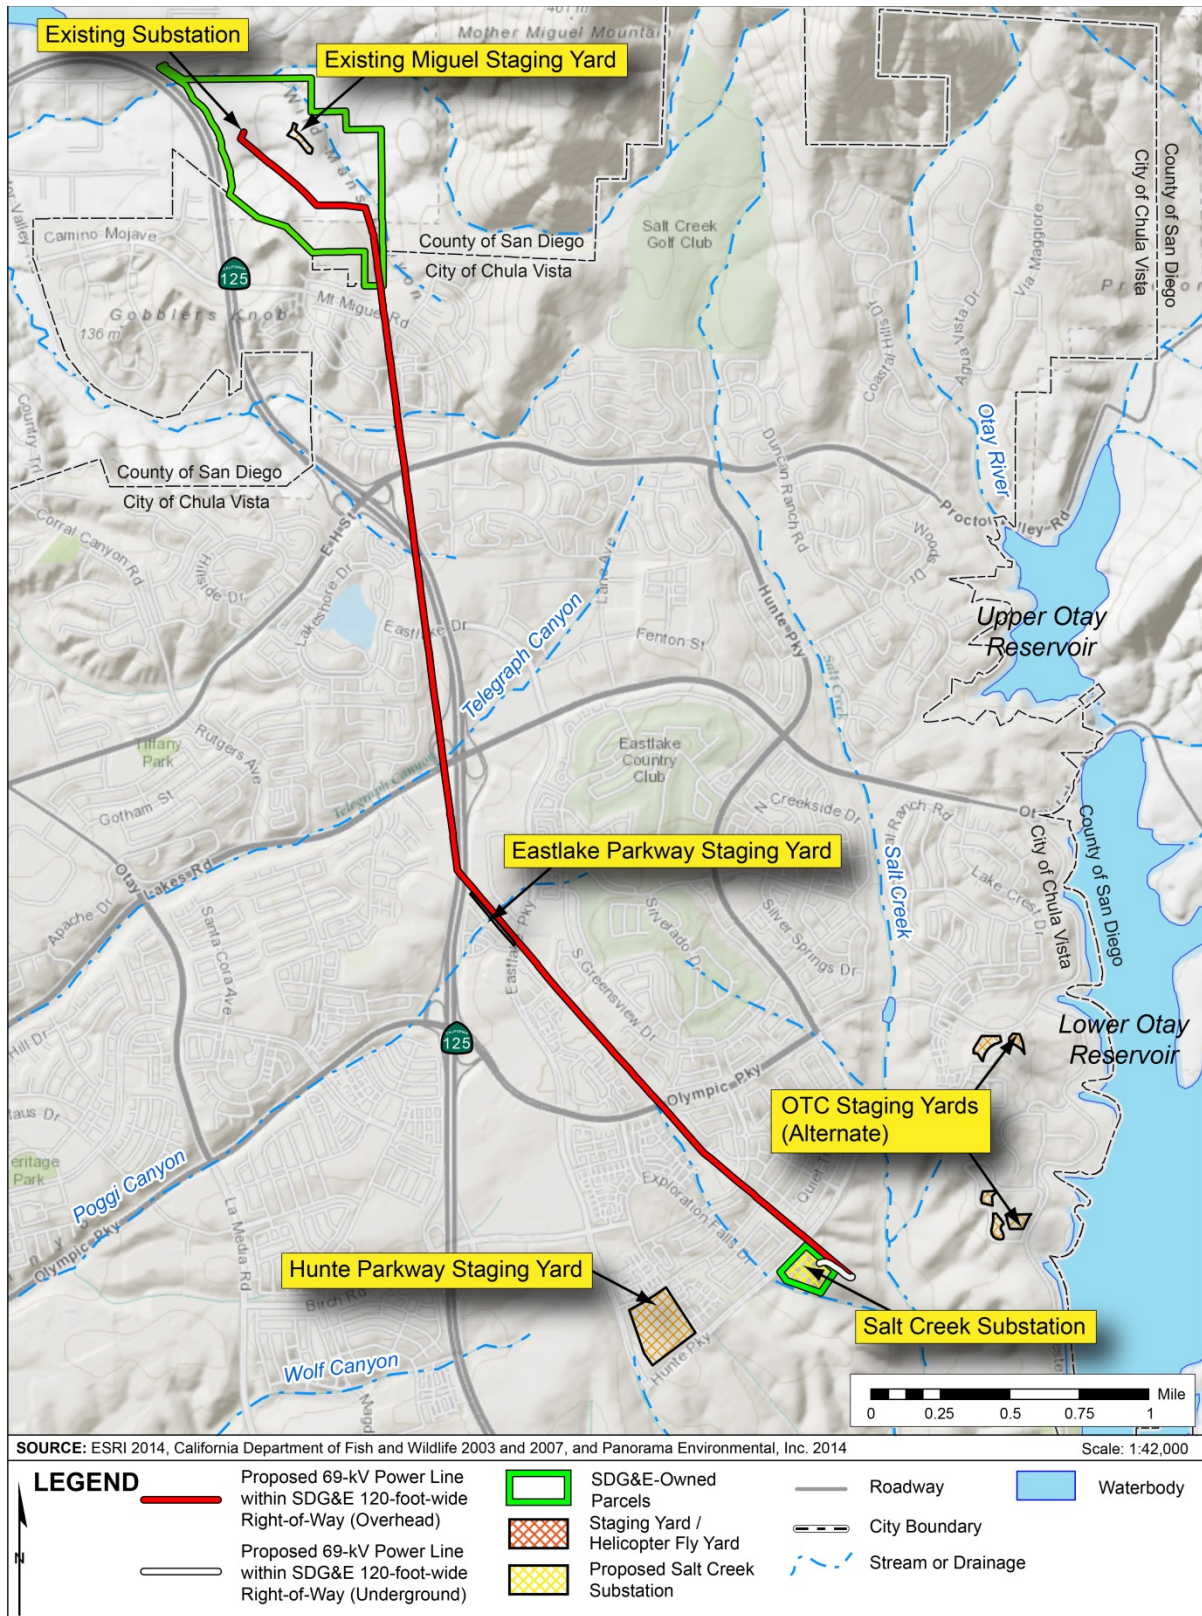 461 m
Mother Miguel Mountain
Existing Substation
Existing Miguel Staging Yard
Wild Mans Canyon
County of San Diego
City of Chula Vista
Salt Creek
Golf Club
Camino Mojave
CALIFORNIA
125
County of San Diego
City of Chula Vista
Mt Miguel Rd
Gobblers Knob
136 m
Via Maggiore
Agua Vista Dr
Coastal Hills Dr
Country Trl
County of San Diego
City of Chula Vista
Otay River
Duncan Ranch Rd
Proctor Valley Rd
E H St
Corral Canyon Rd
Hillside Dr
Lakeshore Dr
Lane Ave
Woods Dr
Hunte Pky
Eastlake Dr
Fenton St
Upper Otay
Reservoir
Telegraph Canyon
Salt Creek
Rutgers Ave
Tiffany
Park
Eastlake
Country
Club
Telegraph Canyon
Gotham St
N Creekside Dr
Otay Lakes Rd
Eastlake Parkway Staging Yard
City of Chula Vista
County of San Diego
Apache Dr
Santa Cora Ave
Lake Crest Dr
Salt Creek
Silverado Dr
Silver Springs Dr
Eastlake Pky
S Greensview Dr
CALIFORNIA
125
Lower Otay
Reservoir
Hill Dr
Olympic Pky
OTC Staging Yards
(Alternate)
Poggi Canyon
Olympic Pky
La Media Rd
Exploration Falls Dr
Hunte Parkway Staging Yard
Birch Rd
Salt Creek Substation
Hunte Pky
Wolf Canyon
Mile
0 0.25 0.5 0.75 1
SOURCE: ESRI 2014, California Department of Fish and Wildlife 2003 and 2007, and Panorama Environmental, Inc. 2014
Scale: 1:42,000
LEGEND
N
Proposed 69-kV Power Line
within SDG&E 120-foot-wide
Right-of-Way (Overhead)
Proposed 69-kV Power Line
within SDG&E 120-foot-wide
Right-of-Way (Underground)
SDG&E-Owned
Parcels
Staging Yard /
Helicopter Fly Yard
Proposed Salt Creek
Substation
Roadway
City Boundary
Stream or Drainage
Waterbody